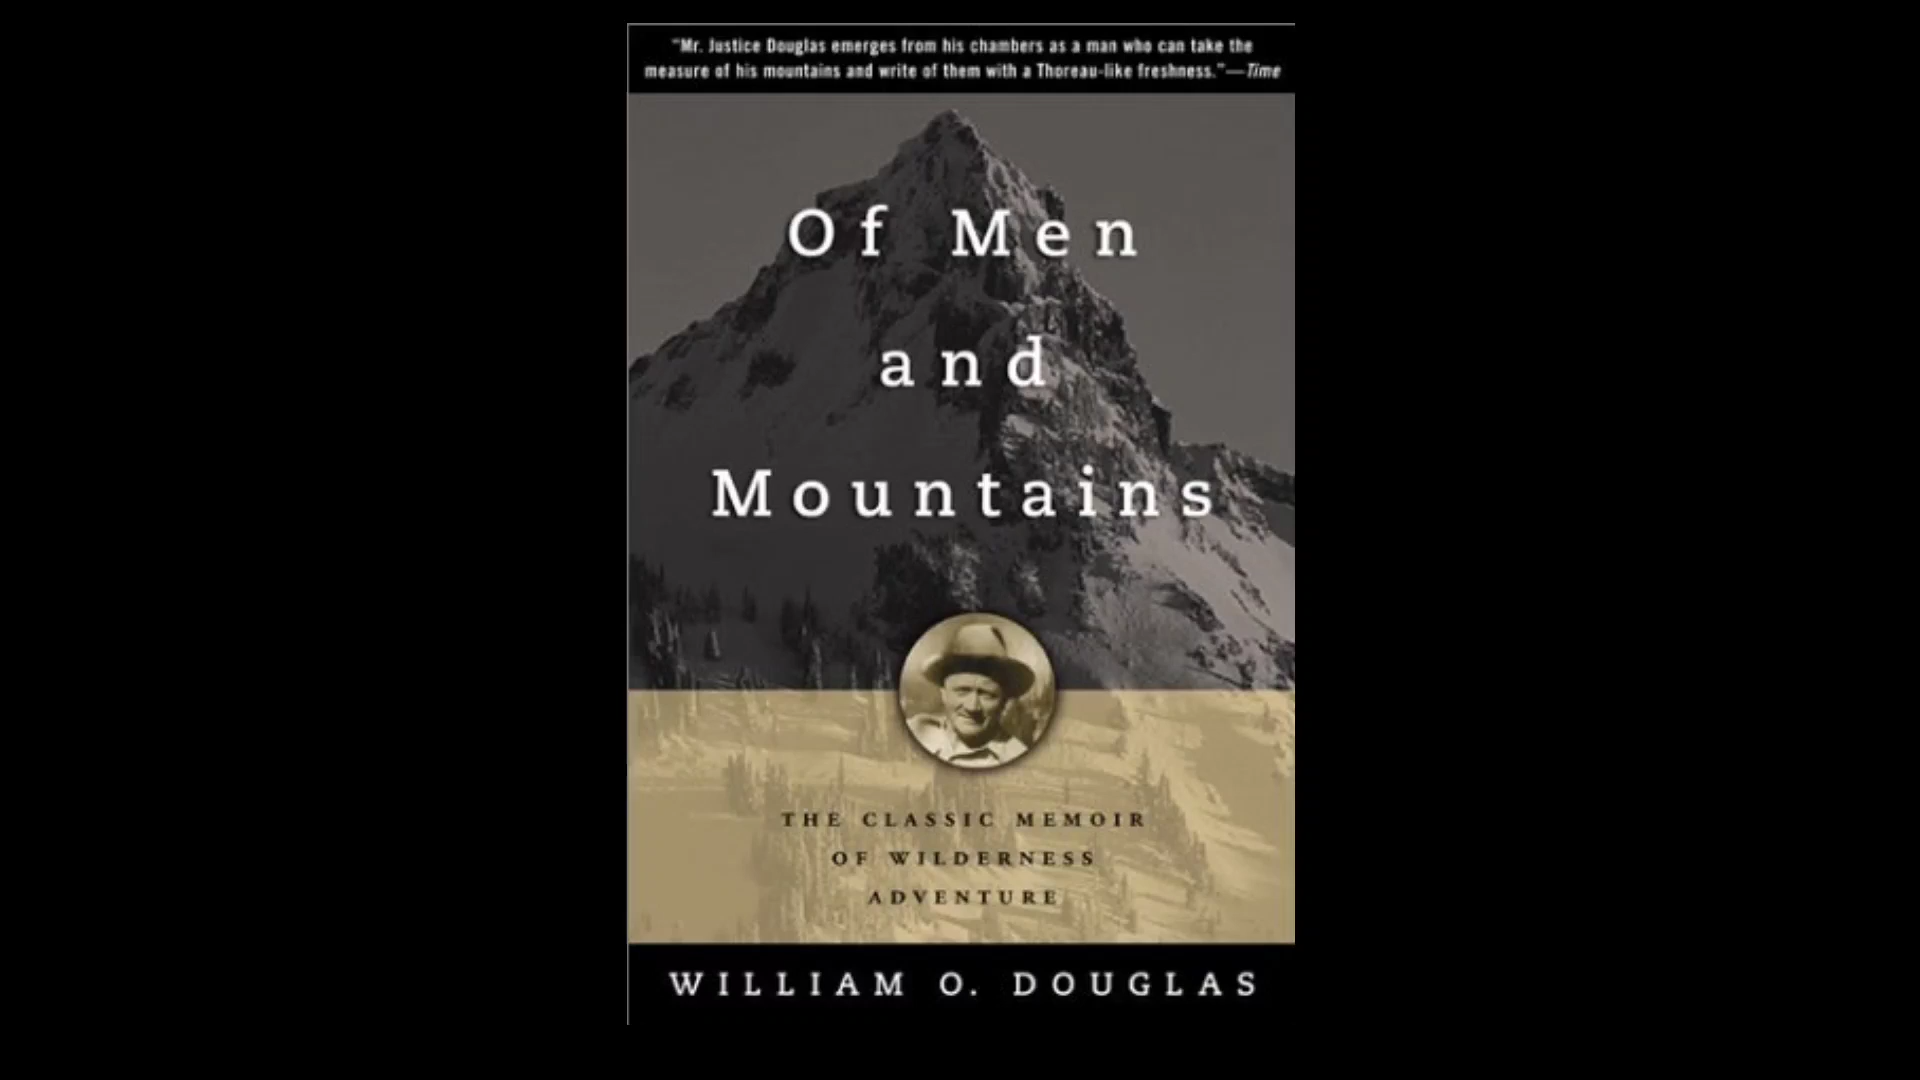 "Mr. Justice Douglas emerges from his chambers as a man who can take the
measure of his mountains and write of them with a Thoreau-like freshness."—Time
Of Men
and
Mountains
THE CLASSIC MEMOIR
OF WILDERNESS
ADVENTURE
WILLIAM O. DOUGLAS